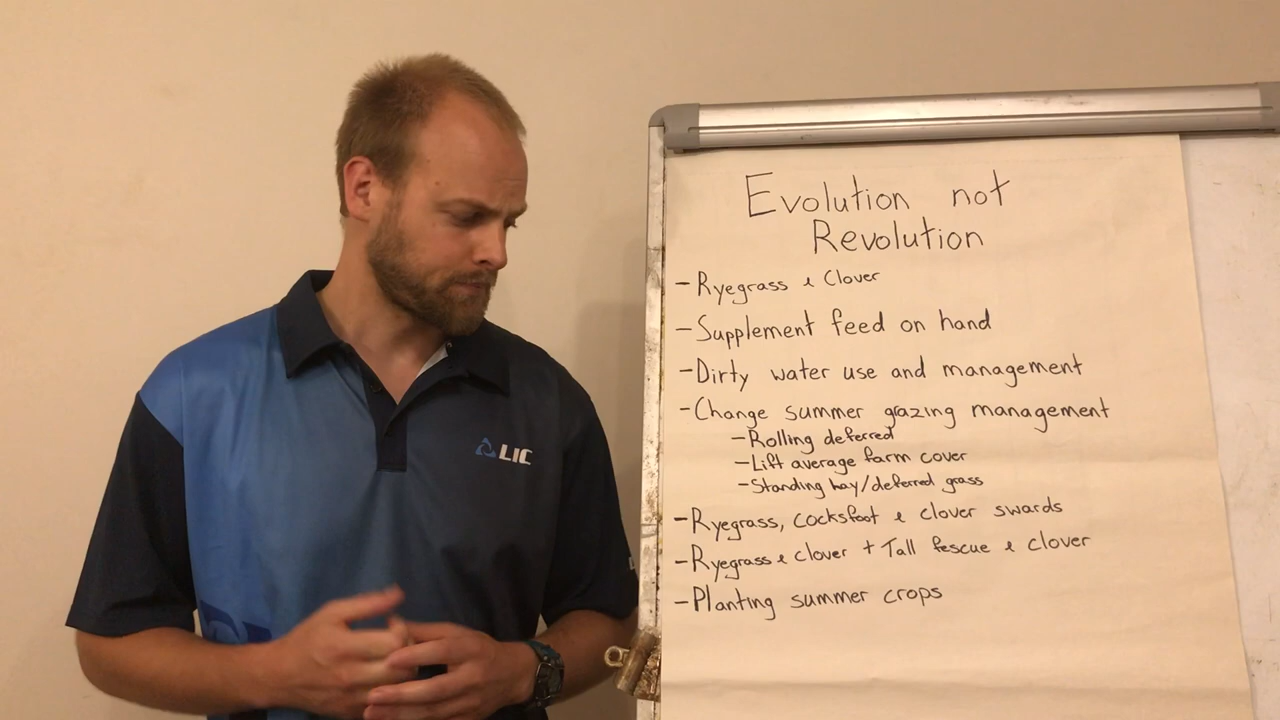 LIC
Evolution not
Revolution
- Ryegrass & Clover
- Supplement feed on hand
- Dirty water use and management
- Change summer grazing management
- Rolling deferred
- Lift average farm cover
- Standing hay/deferred grass
- Ryegrass, cocksfoot & clover swards
- Ryegrass & clover + Tall fescue & clover
- Planting summer crops